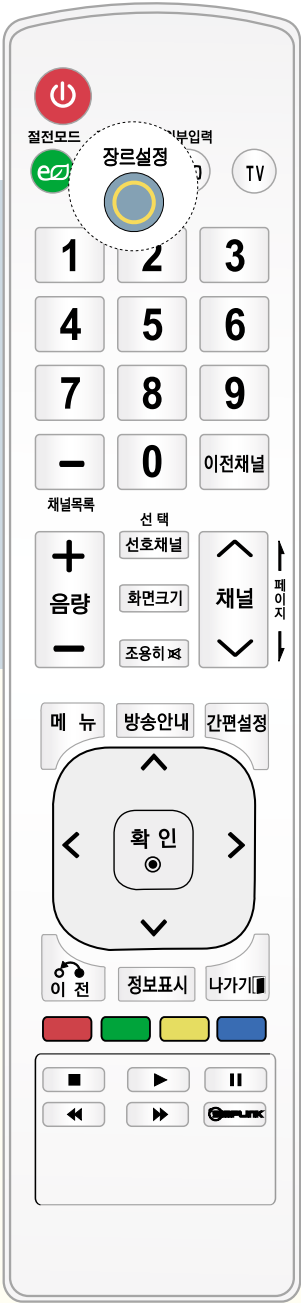 절전모드
외부입력
장르설정
TV
1 2 3
4 5 6
7 8 9
0 이전채널
채널목록
선 택
음량
선호채널
채널
페이지
화면크기
조용히
메 뉴
방송안내
간편설정
확 인
이 전
정보표시
나가기